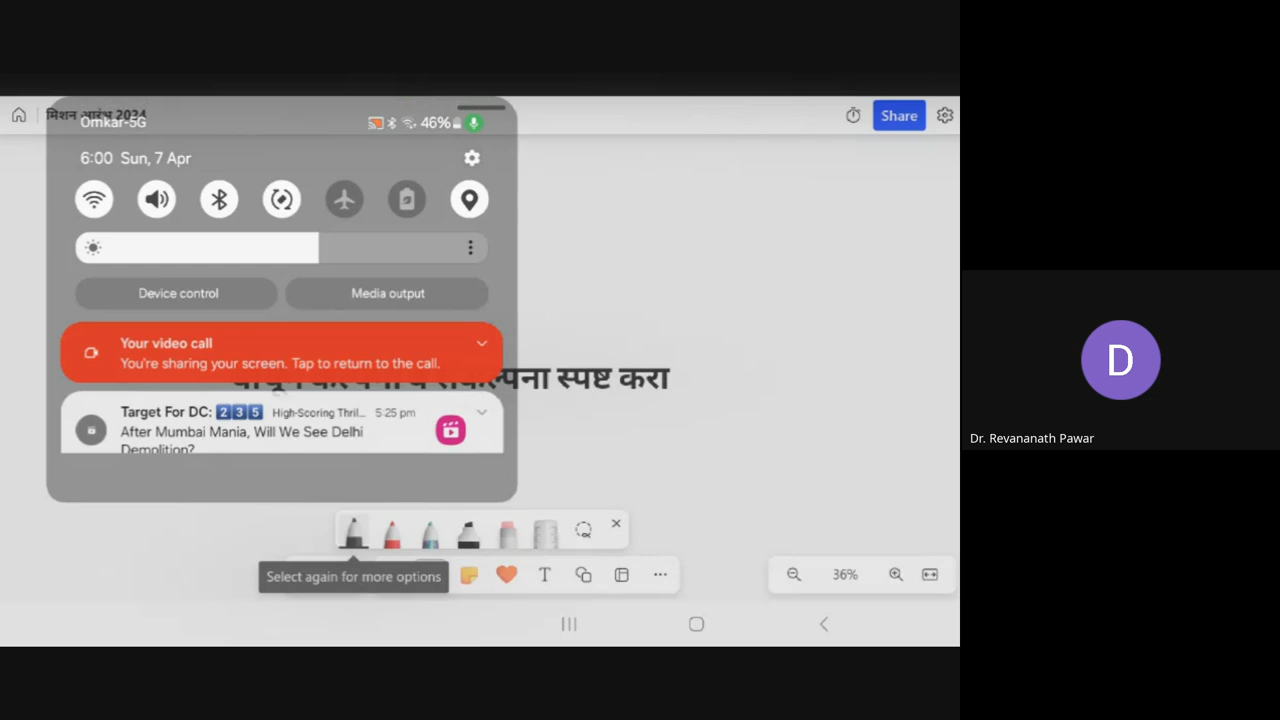 मिशन आरंभ 2024
Share
Omkar-5G
46%
6:00 Sun, 7 Apr
Device control
Media output
Your video call
You're sharing your screen. Tap to return to the call.
स्पष्ट करा
Target For DC: 2 3 5 High-Scoring Thril... 5:25 pm
After Mumbai Mania, Will We See Delhi
Demolition?
D
Dr. Revananath Pawar
Select again for more options
T
36%